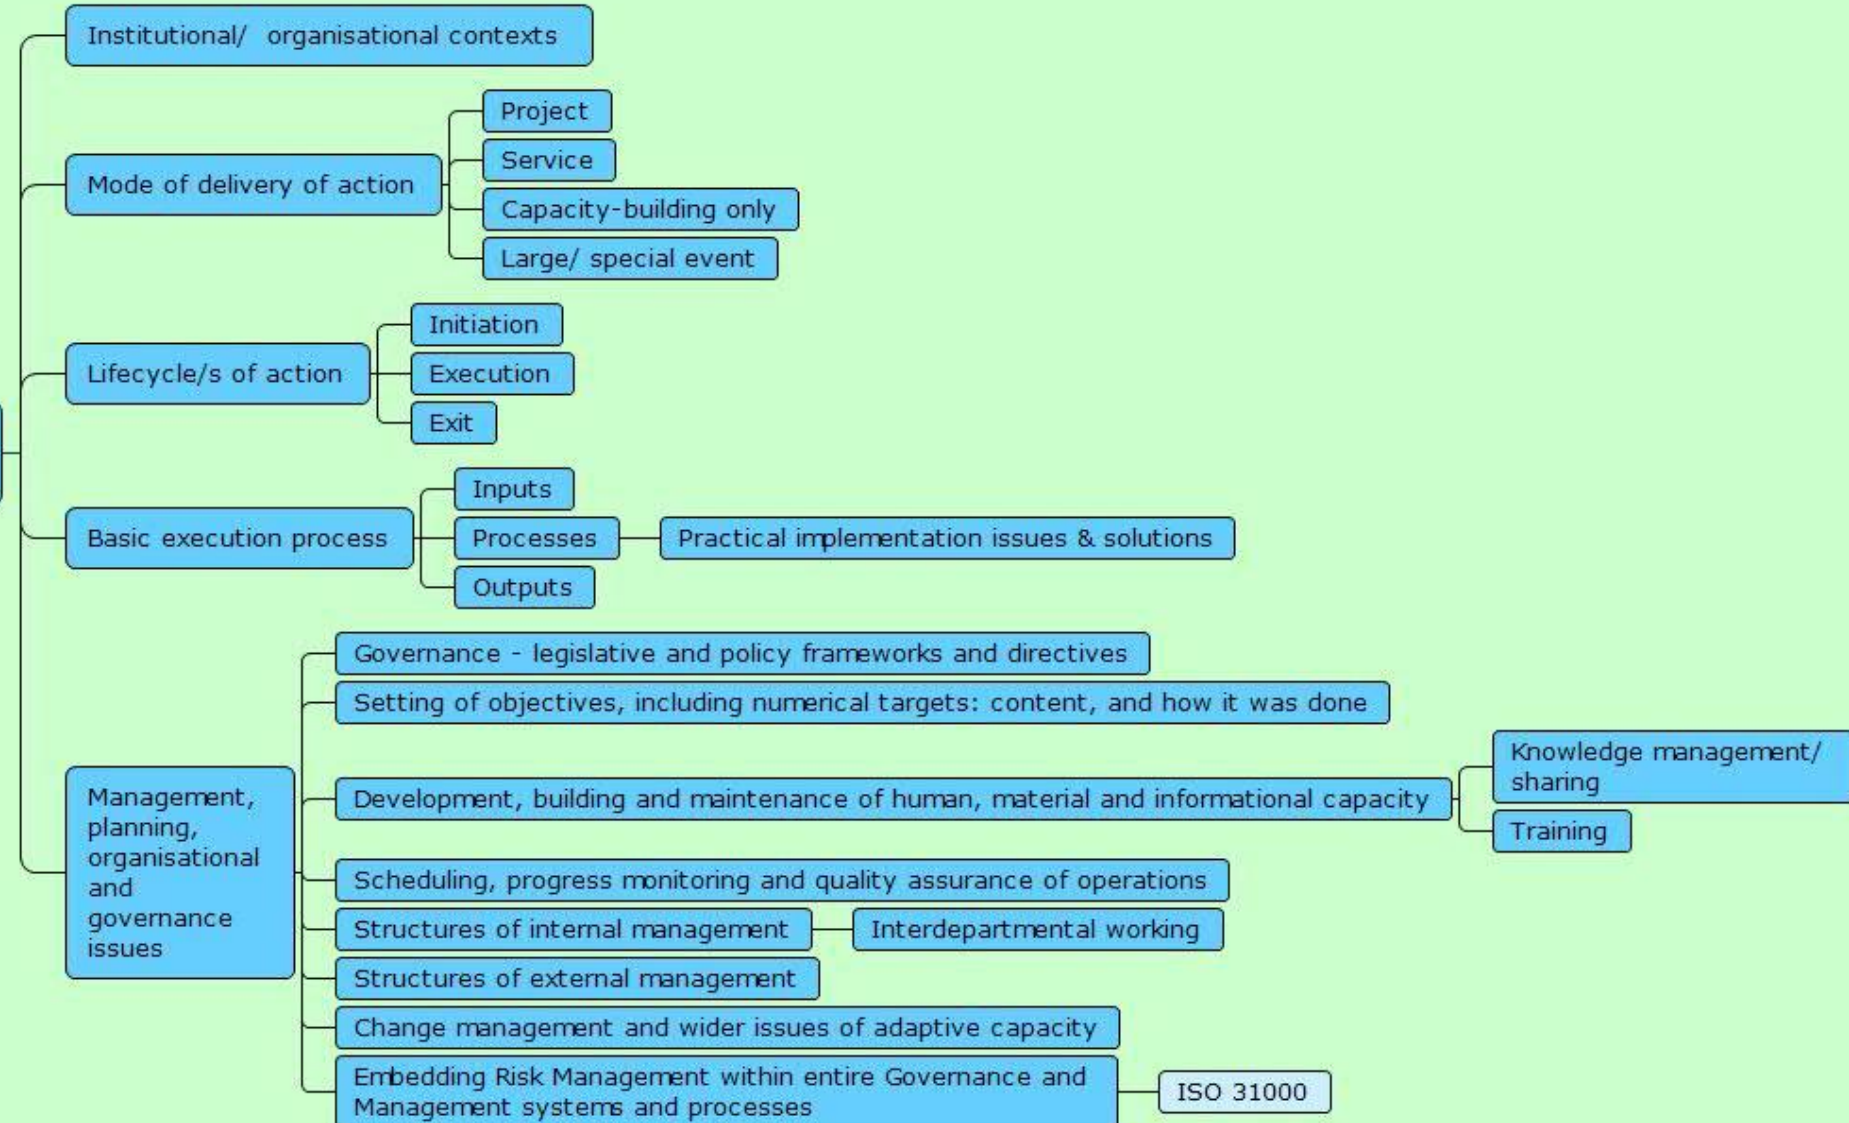 Institutional/  organisational contexts
Project
Service
Mode of delivery of action
Capacity-building only
Large/ special event
Initiation
Lifecycle/s of action
Execution
Exit
Inputs
Basic execution process
Processes
Practical implementation issues & solutions
Outputs
Governance - legislative and policy frameworks and directives
Setting of objectives, including numerical targets: content, and how it was done
Knowledge management/
sharing
Development, building and maintenance of human, material and informational capacity
Training
Management,
planning,
organisational
and
governance
issues
Scheduling, progress monitoring and quality assurance of operations
Structures of internal management
Interdepartmental working
Structures of external management
Change management and wider issues of adaptive capacity
Embedding Risk Management within entire Governance and
Management systems and processes
ISO 31000